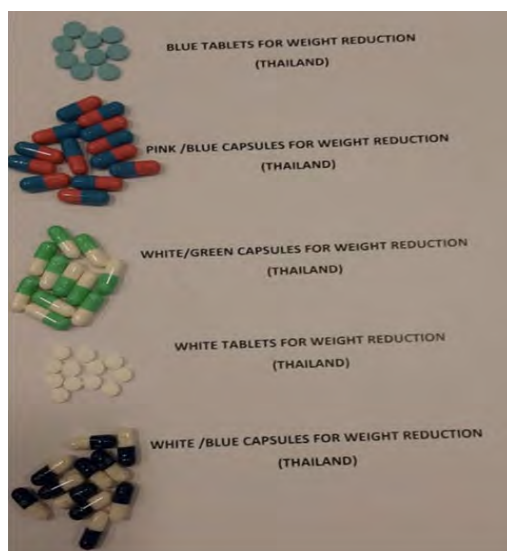 BLUE TABLETS FOR WEIGHT REDUCTION
(THAILAND)
PINK /BLUE CAPSULES FOR WEIGHT REDUCTION
(THAILAND)
WHITE/GREEN CAPSULES FOR WEIGHT REDUCTION
(THAILAND)
WHITE TABLETS FOR WEIGHT REDUCTION
(THAILAND)
WHITE /BLUE CAPSULES FOR WEIGHT REDUCTION
(THAILAND)